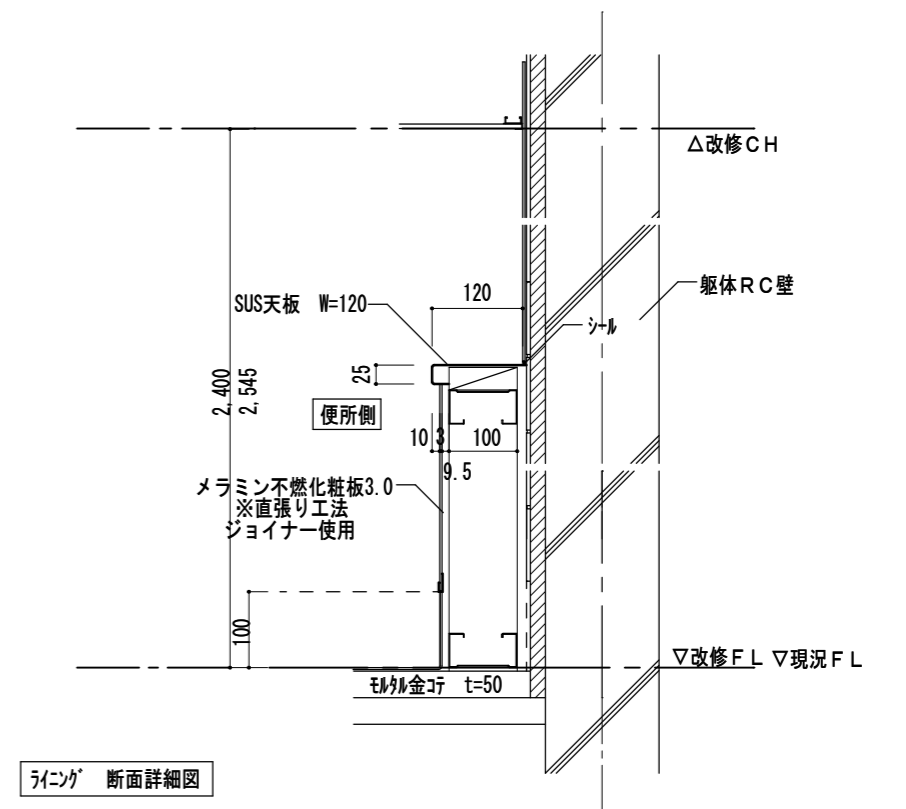 △改修CH
躯体RC壁
120
SUS天板 W=120
シール
25
2,400
2,545
便所側
10
3
100
9.5
メラミン不燃化粧板3.0
※直張り工法
ジョイナー使用
100
▽改修FL ▽現況FL
モルタル金コテ t=50
ライニング 断面詳細図